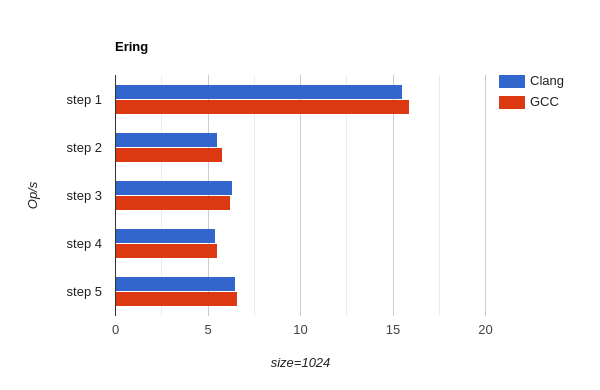 Ering
Clang
GCC
step 1
step 2
step 3
step 4
step 5
Op/s
0 5 10 15 20
size=1024